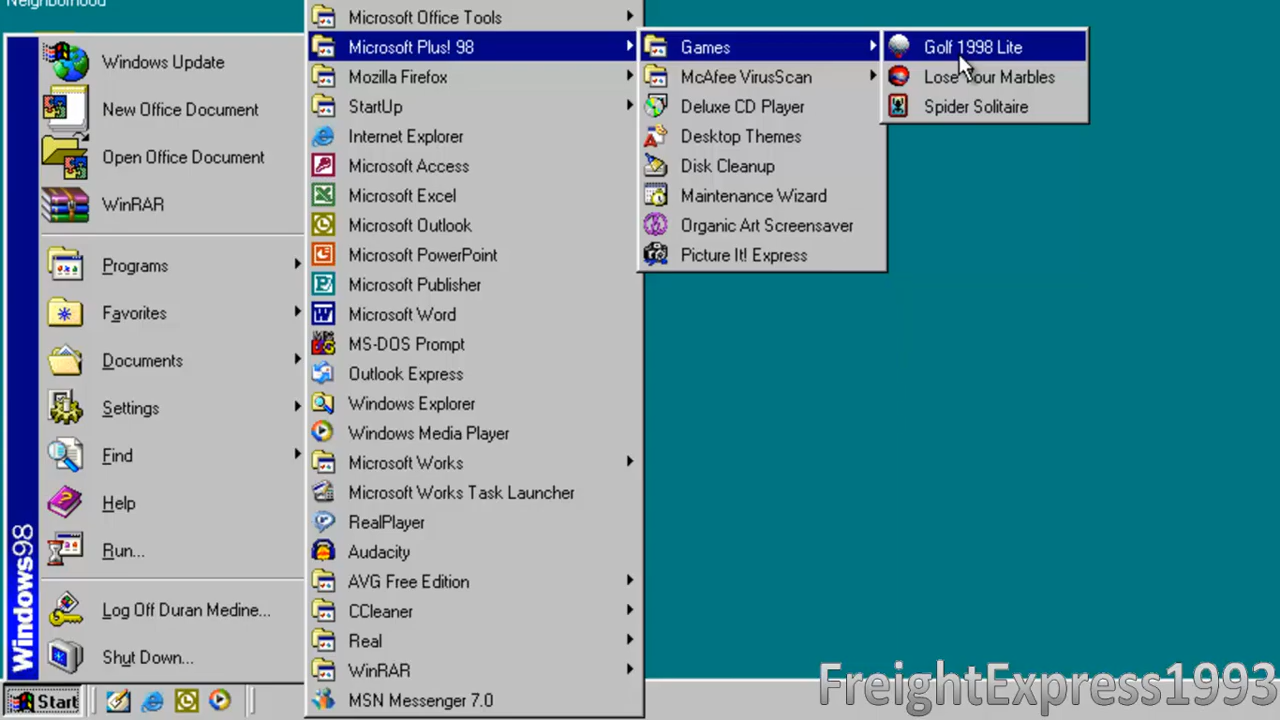 Neighborhood
Windows Update
New Office Document
Open Office Document
WinRAR
Programs
Favorites
Documents
Settings
Find
Help
Run...
Log Off Duran Medine...
Shut Down...
Windows98
Start
Microsoft Office Tools
Microsoft Plus! 98
Mozilla Firefox
StartUp
Internet Explorer
Microsoft Access
Microsoft Excel
Microsoft Outlook
Microsoft PowerPoint
Microsoft Publisher
Microsoft Word
MS-DOS Prompt
Outlook Express
Windows Explorer
Windows Media Player
Microsoft Works
Microsoft Works Task Launcher
RealPlayer
Audacity
AVG Free Edition
CCleaner
Real
WinRAR
MSN Messenger 7.0
Games
McAfee VirusScan
Deluxe CD Player
Desktop Themes
Disk Cleanup
Maintenance Wizard
Organic Art Screensaver
Picture It! Express
Golf 1998 Lite
Lose Your Marbles
Spider Solitaire
FreightExpress1993